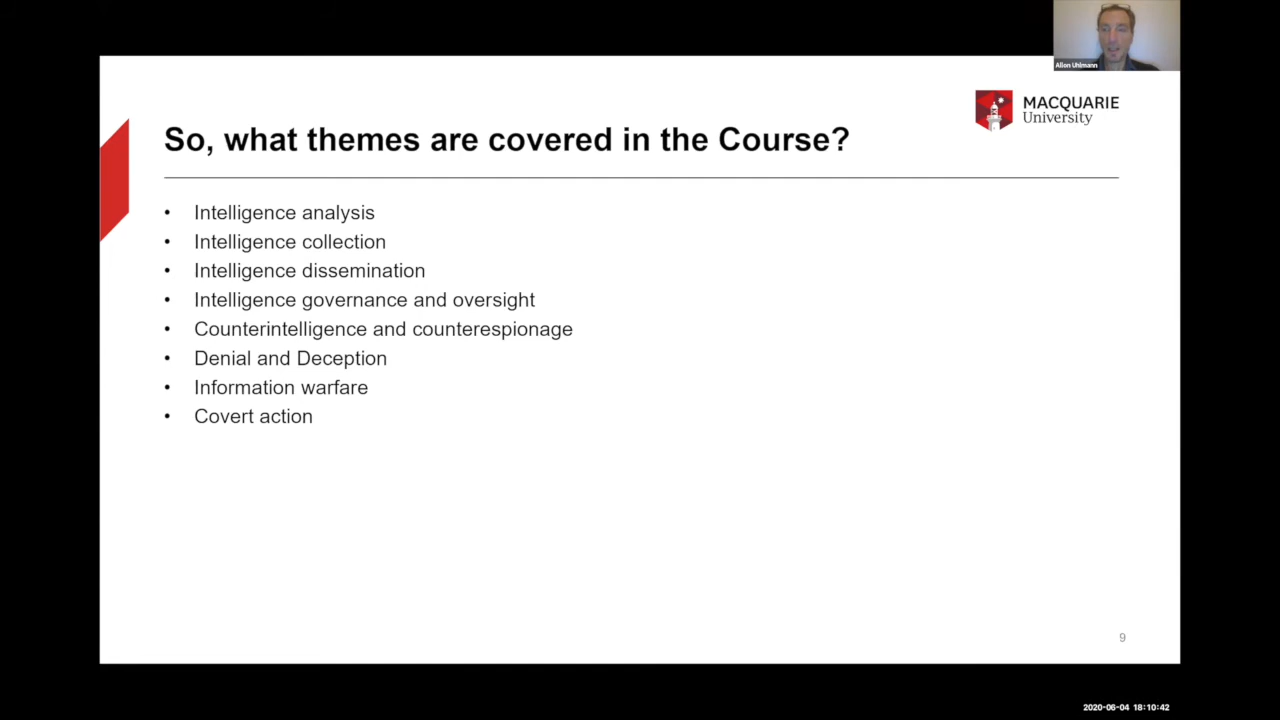 Allon Uhlmann
MACQUARIE
University
So, what themes are covered in the Course?
• Intelligence analysis
• Intelligence collection
• Intelligence dissemination
• Intelligence governance and oversight
• Counterintelligence and counterespionage
• Denial and Deception
• Information warfare
• Covert action
9
2020-06-04 18:10:42